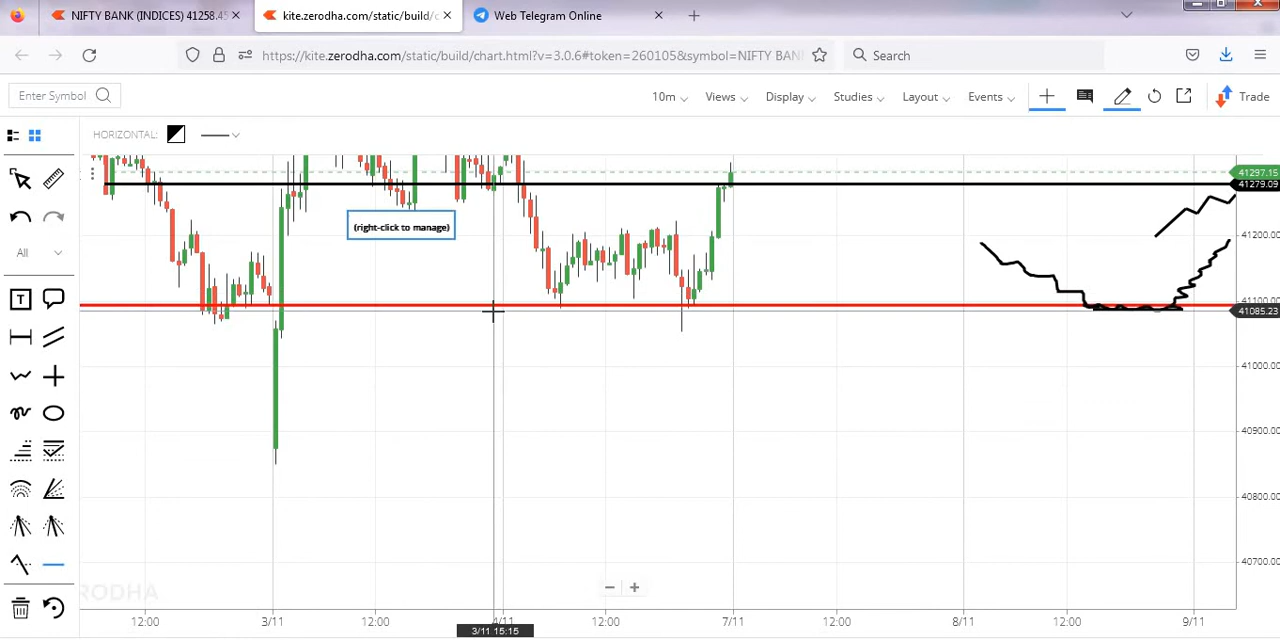 NIFTY BANK (INDICES) 41258.45
kite.zerodha.com/static/build/c
Web Telegram Online
https://kite.zerodha.com/static/build/chart.html?v=3.0.6#token=260105&symbol=NIFTY BAN
Search
Enter Symbol
10m
Views
Display
Studies
Layout
Events
Trade
HORIZONTAL:
41297.15
41279.09
(right-click to manage)
41200.00
All
41100.00
41085.23
T
41000.00
40900.00
40800.00
40700.00
ERODHA
12:00
3/11
12:00
4/11
12:00
7/11
12:00
8/11
12:00
9/11
3/11 15:15